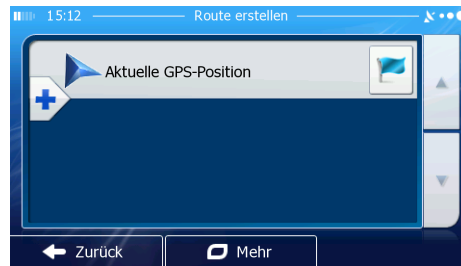 15:12 Route erstellen
Aktuelle GPS-Position
Zurück Mehr